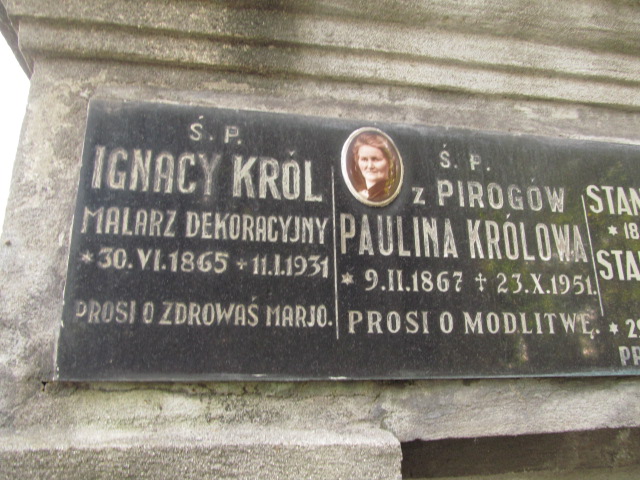 Ś. P.
IGNACY KRÓL
MALARZ DEKORACYJNY
* 30. VI. 1865 + 11. I. 1931
PROSI O ZDROWAŚ MARJO.
Ś. P.
z PIROGÓW
PAULINA KRÓLOWA
* 9. II. 1867 + 23. X. 1951.
PROSI O MODLITWĘ.